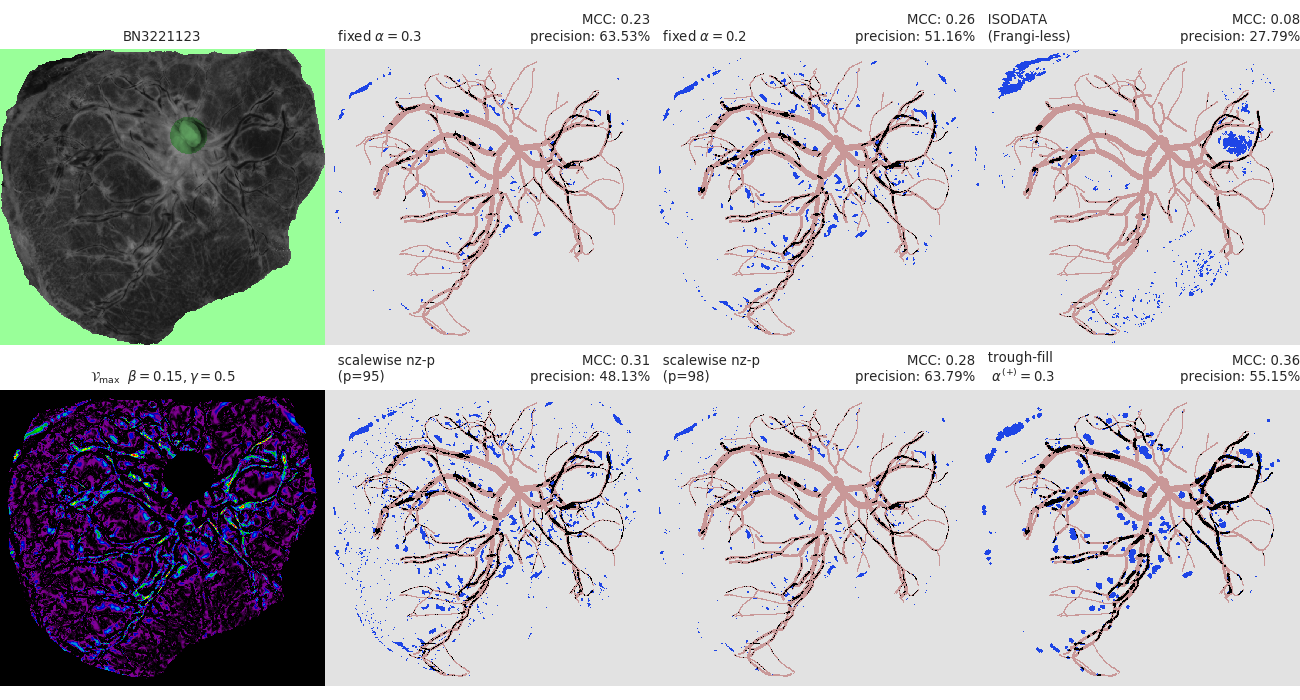 BN3221123
fixed α = 0.3
MCC: 0.23
precision: 63.53%
fixed α = 0.2
MCC: 0.26
precision: 51.16%
ISODATA
(Frangi-less)
MCC: 0.08
precision: 27.79%
𝒱max β = 0.15, γ = 0.5
scalewise nz-p
(p=95)
MCC: 0.31
precision: 48.13%
scalewise nz-p
(p=98)
MCC: 0.28
precision: 63.79%
trough-fill
α(+) = 0.3
MCC: 0.36
precision: 55.15%